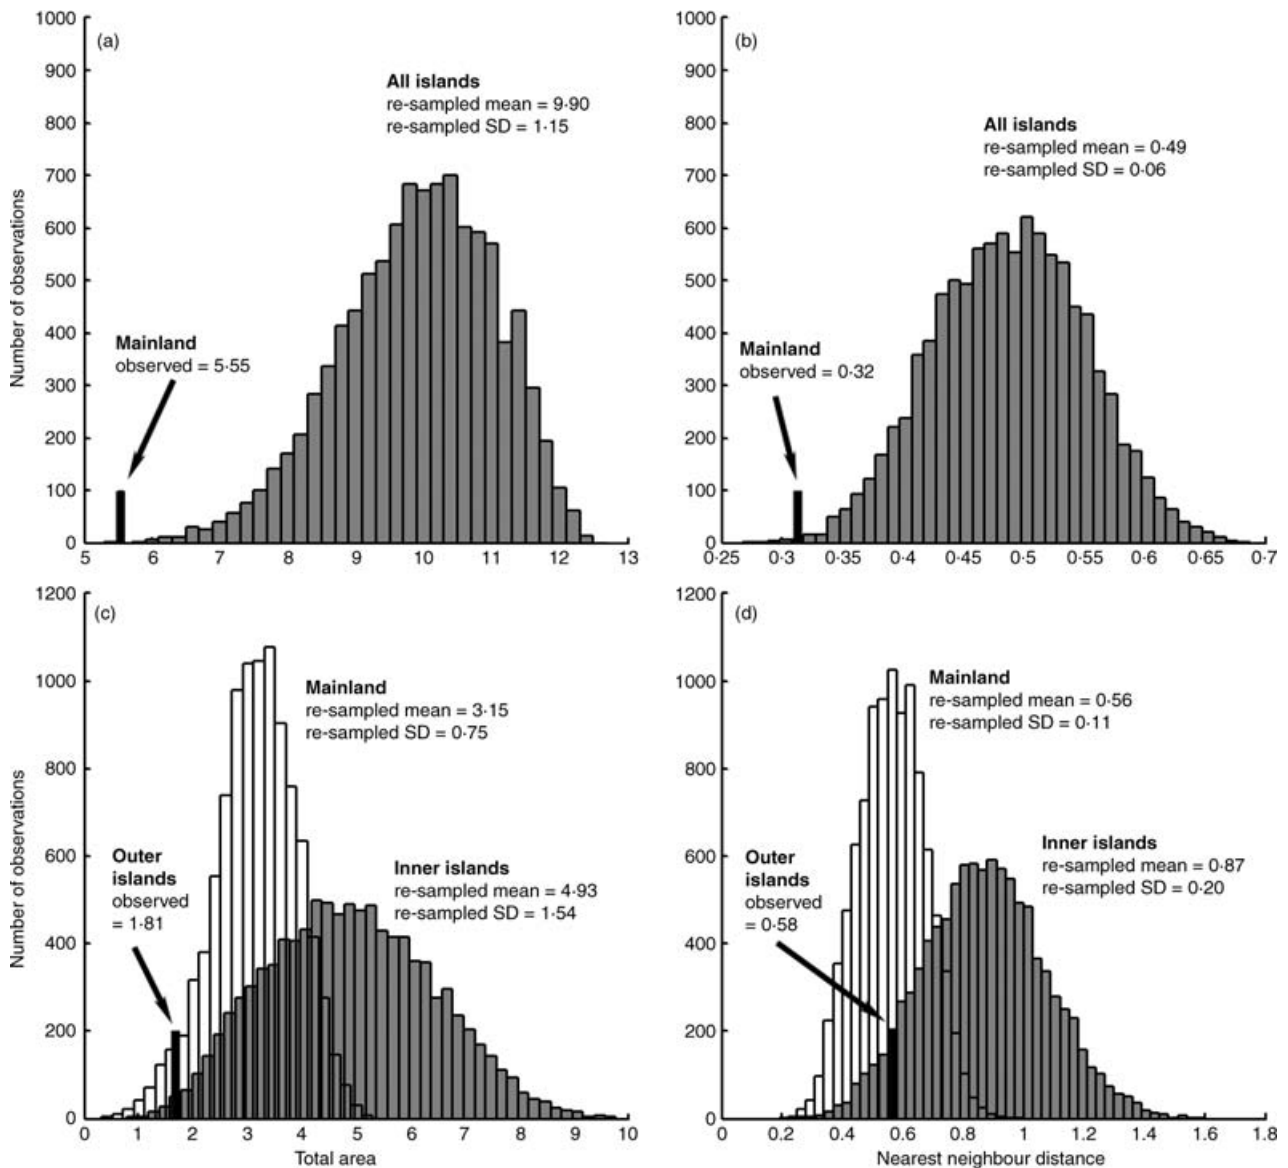 (a)
1000
900
800
700
600
500
400
300
200
100
0
Number of observations
All islands
re-sampled mean = 9·90
re-sampled SD = 1·15
Mainland
observed = 5·55
5 6 7 8 9 10 11 12 13
(b)
1000
900
800
700
600
500
400
300
200
100
0
All islands
re-sampled mean = 0·49
re-sampled SD = 0·06
Mainland
observed = 0·32
0·25 0·3 0·35 0·4 0·45 0·5 0·55 0·6 0·65 0·7
(c)
1200
1000
800
600
400
200
0
Number of observations
Mainland
re-sampled mean = 3·15
re-sampled SD = 0·75
Outer
islands
observed
= 1·81
Inner islands
re-sampled mean = 4·93
re-sampled SD = 1·54
0 1 2 3 4 5 6 7 8 9 10
Total area
(d)
1200
1000
800
600
400
200
0
Mainland
re-sampled mean = 0·56
re-sampled SD = 0·11
Outer
islands
observed
= 0·58
Inner islands
re-sampled mean = 0·87
re-sampled SD = 0·20
0 0.2 0.4 0.6 0.8 1 1.2 1.4 1.6 1.8
Nearest neighbour distance